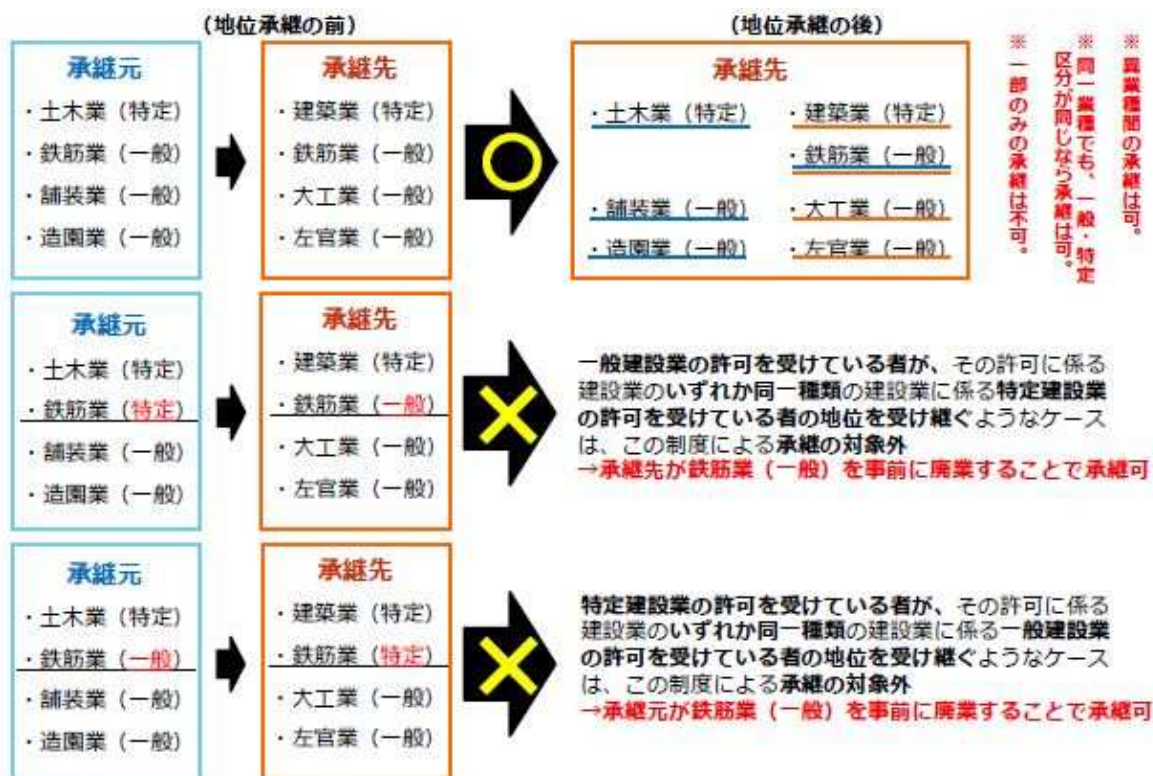 （地位承継の前）
（地位承継の後）
承継元
・土木業（特定）
・鉄筋業（一般）
・舗装業（一般）
・造園業（一般）
承継先
・建築業（特定）
・鉄筋業（一般）
・大工業（一般）
・左官業（一般）
承継先
・土木業（特定） ・建築業（特定）
・鉄筋業（一般）
・舗装業（一般） ・大工業（一般）
・造園業（一般） ・左官業（一般）
※異業種間の承継は可。
※同一業種でも、一般・特定
区分が同じなら承継は可。
※一部のみの承継は不可。
承継元
・土木業（特定）
・鉄筋業（特定）
・舗装業（一般）
・造園業（一般）
承継先
・建築業（特定）
・鉄筋業（一般）
・大工業（一般）
・左官業（一般）
一般建設業の許可を受けている者が、その許可に係る
建設業のいずれか同一種類の建設業に係る特定建設業
の許可を受けている者の地位を受け継ぐようなケース
は、この制度による承継の対象外
→承継先が鉄筋業（一般）を事前に廃業することで承継可
承継元
・土木業（特定）
・鉄筋業（一般）
・舗装業（一般）
・造園業（一般）
承継先
・建築業（特定）
・鉄筋業（特定）
・大工業（一般）
・左官業（一般）
特定建設業の許可を受けている者が、その許可に係る
建設業のいずれか同一種類の建設業に係る一般建設業
の許可を受けている者の地位を受け継ぐようなケース
は、この制度による承継の対象外
→承継元が鉄筋業（一般）を事前に廃業することで承継可